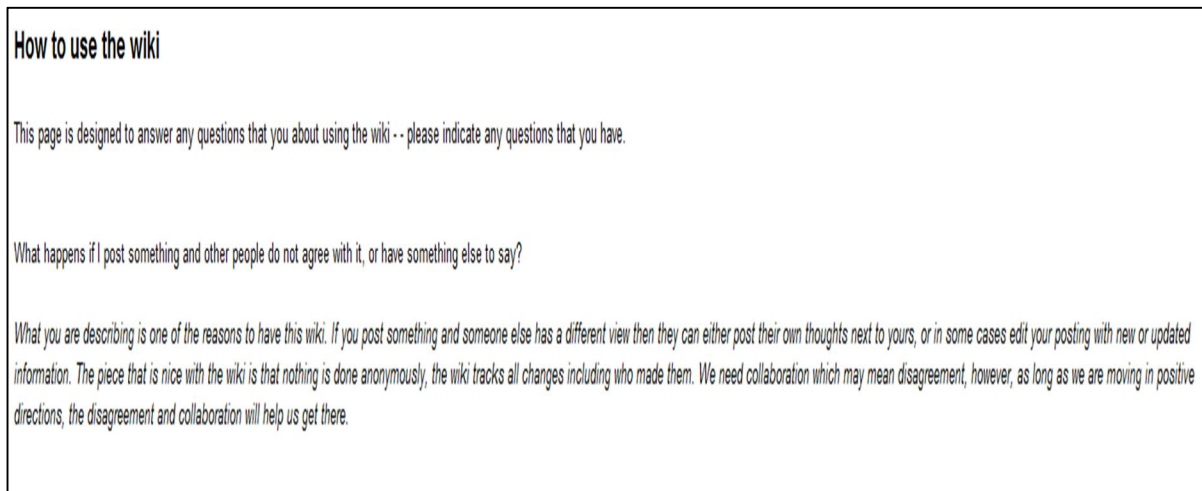 How to use the wiki
This page is designed to answer any questions that you about using the wiki - - please indicate any questions that you have.
What happens if I post something and other people do not agree with it, or have something else to say?
What you are describing is one of the reasons to have this wiki. If you post something and someone else has a different view then they can either post their own thoughts next to yours, or in some cases edit your posting with new or updated
information. The piece that is nice with the wiki is that nothing is done anonymously, the wiki tracks all changes including who made them. We need collaboration which may mean disagreement, however, as long as we are moving in positive
directions, the disagreement and collaboration will help us get there.